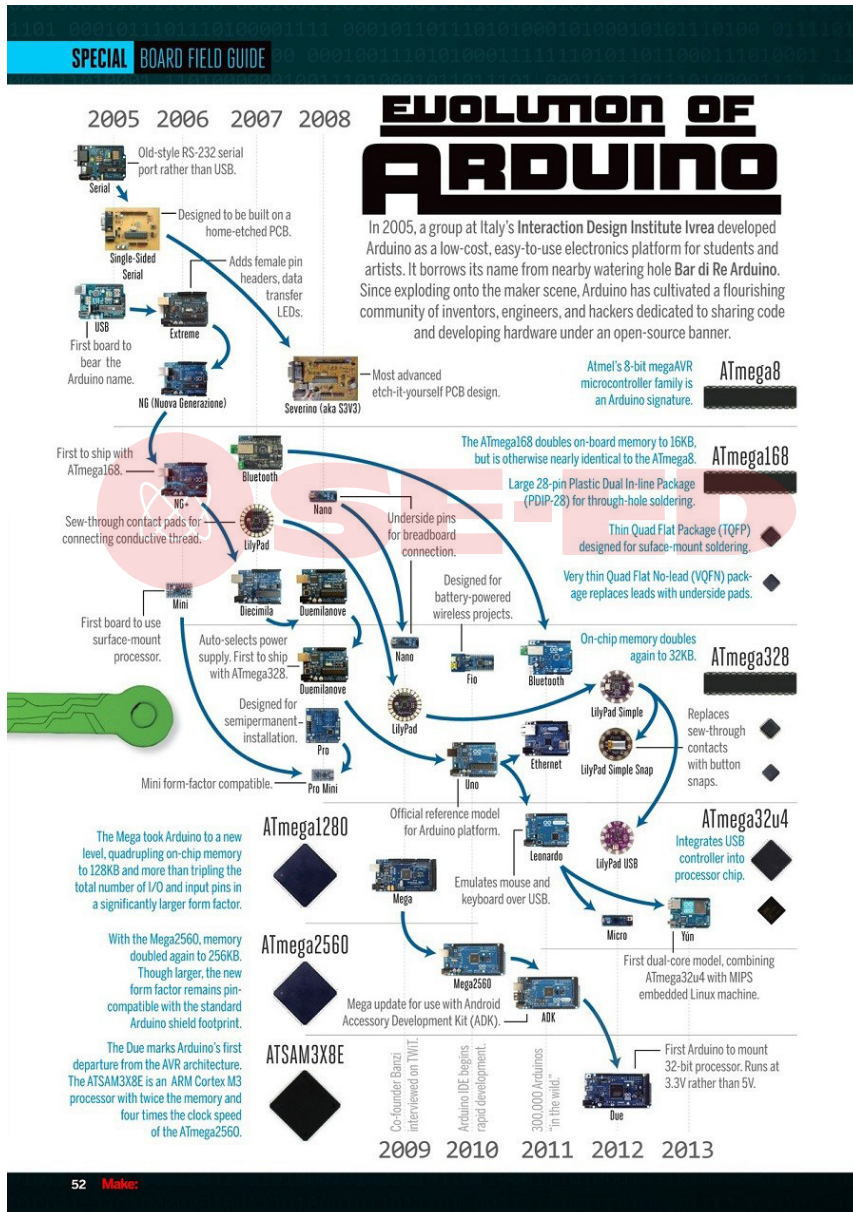 SPECIAL BOARD FIELD GUIDE
2005 2006 2007 2008
EVOLUTION OF
ARDUINO
In 2005, a group at Italy's Interaction Design Institute Ivrea developed
Arduino as a low-cost, easy-to-use electronics platform for students and
artists. It borrows its name from nearby watering hole Bar di Re Arduino.
Since exploding onto the maker scene, Arduino has cultivated a flourishing
community of inventors, engineers, and hackers dedicated to sharing code
and developing hardware under an open-source banner.
Old-style RS-232 serial
port rather than USB.
Serial
Designed to be built on a
home-etched PCB.
Single-Sided
Serial
Adds female pin
headers, data
transfer
LEDs.
USB
Extreme
First board to
bear the
Arduino name.
NG (Nuova Generazione)
Severino (aka S3V3)
Most advanced
etch-it-yourself PCB design.
Atmel's 8-bit megaAVR
microcontroller family is
an Arduino signature.
ATmega8
First to ship with
ATmega168.
NG+
Bluetooth
The ATmega168 doubles on-board memory to 16KB,
but is otherwise nearly identical to the ATmega8.
ATmega168
Large 28-pin Plastic Dual In-line Package
(PDIP-28) for through-hole soldering.
Thin Quad Flat Package (TQFP)
designed for suface-mount soldering.
Very thin Quad Flat No-lead (VQFN) pack-
age replaces leads with underside pads.
SE-ED
Sew-through contact pads for
connecting conductive thread.
LilyPad
Nano
Underside pins
for breadboard
connection.
Mini
First board to use
surface-mount
processor.
Diecimila
Duemilanove
Designed for
battery-powered
wireless projects.
Auto-selects power
supply. First to ship
with ATmega328.
Duemilanove
Nano
Fio
Bluetooth
On-chip memory doubles
again to 32KB.
ATmega328
Designed for
semipermanent
installation.
Pro
LilyPad
LilyPad Simple
Replaces
sew-through
contacts
with button
snaps.
LilyPad Simple Snap
Mini form-factor compatible.
Pro Mini
Uno
Ethernet
Official reference model
for Arduino platform.
Leonardo
Emulates mouse and
keyboard over USB.
LilyPad USB
ATmega32u4
Integrates USB
controller into
processor chip.
Micro
Yún
First dual-core model, combining
ATmega32u4 with MIPS
embedded Linux machine.
The Mega took Arduino to a new
level, quadrupling on-chip memory
to 128KB and more than tripling the
total number of I/O and input pins in
a significantly larger form factor.
ATmega1280
Mega
With the Mega2560, memory
doubled again to 256KB.
Though larger, the new
form factor remains pin-
compatible with the standard
Arduino shield footprint.
ATmega2560
Mega2560
Mega update for use with Android
Accessory Development Kit (ADK).
ADK
The Due marks Arduino's first
departure from the AVR architecture.
The ATSAM3X8E is an ARM Cortex M3
processor with twice the memory and
four times the clock speed
of the ATmega2560.
ATSAM3X8E
Due
First Arduino to mount
32-bit processor. Runs at
3.3V rather than 5V.
Co-founder Banzi
interviewed on TWiT.
Arduino IDE begins
rapid development.
300,000 Arduinos
"in the wild."
2009 2010 2011 2012 2013
52 Make: